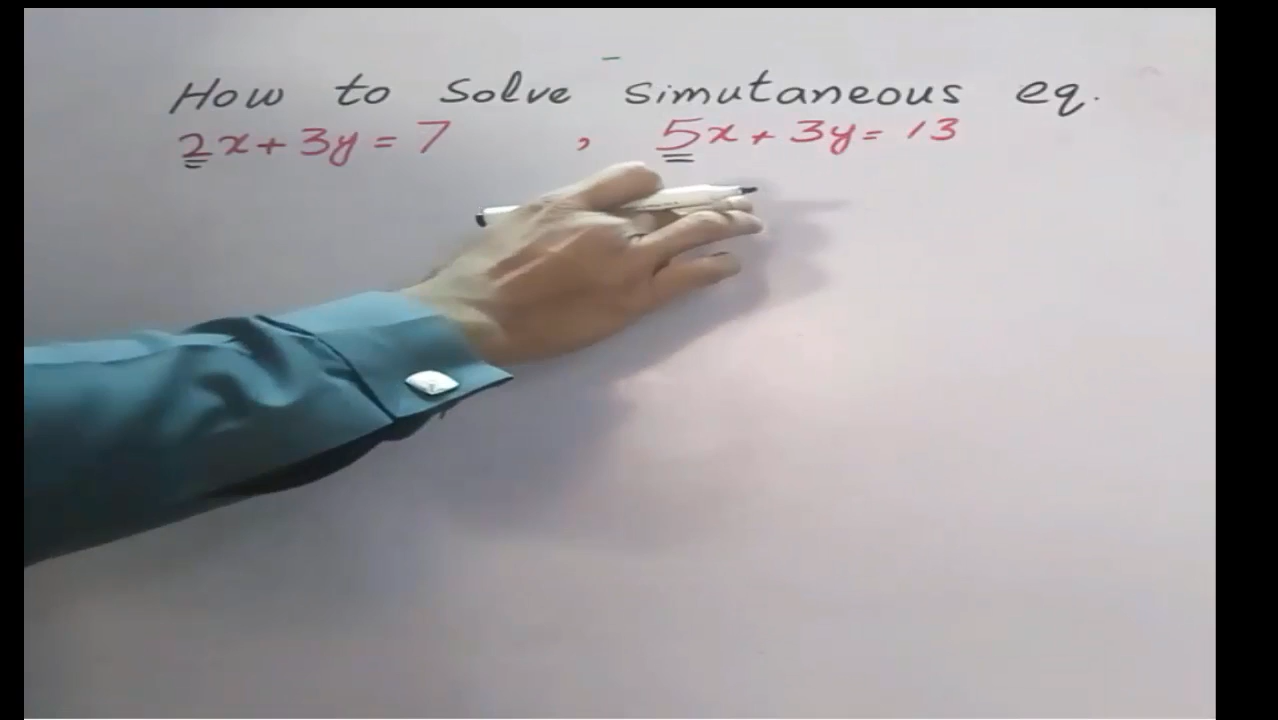 How to solve simutaneous eq.
2x+3y=7 , 5x+3y=13